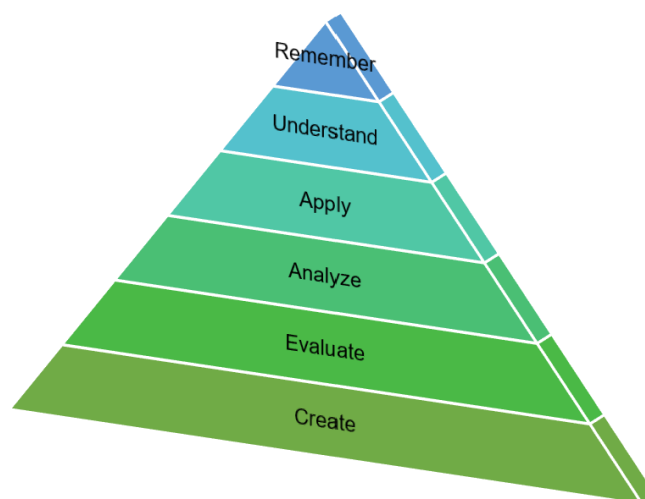 Remember
Understand
Apply
Analyze
Evaluate
Create